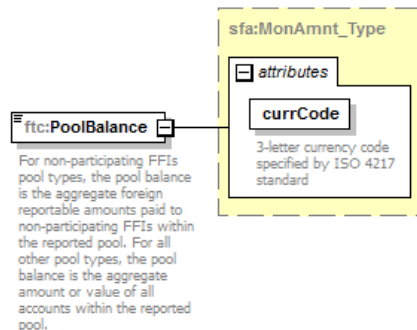 sfa:MonAmnt_Type
attributes
ftc:PoolBalance
currCode
3-letter currency code
specified by ISO 4217
standard
For non-participating FFIs
pool types, the pool balance
is the aggregate foreign
reportable amounts paid to
non-participating FFIs within
the reported pool. For all
other pool types, the pool
balance is the aggregate
amount or value of all
accounts within the reported
pool.